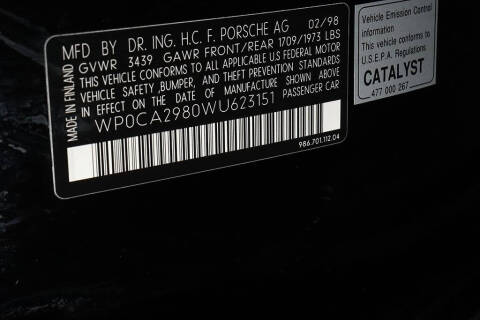 MFD BY DR. ING. H.C. F. PORSCHE AG 02/98
GVWR 3439 GAWR FRONT/REAR 1709/1973 LBS
THIS VEHICLE CONFORMS TO ALL APPLICABLE U.S FEDERAL MOTOR
VEHICLE SAFETY ,BUMPER, AND THEFT PREVENTION STANDARDS
IN EFFECT ON THE DATE OF MANUFACTURE SHOWN ABOVE
WP0CA2980WU623151 PASSENGER CAR
MADE IN FINLAND
986.701.112.04
Vehicle Emission Control
information
This vehicle conforms to
U.S.E.P.A. Regulations
CATALYST
477 000 267